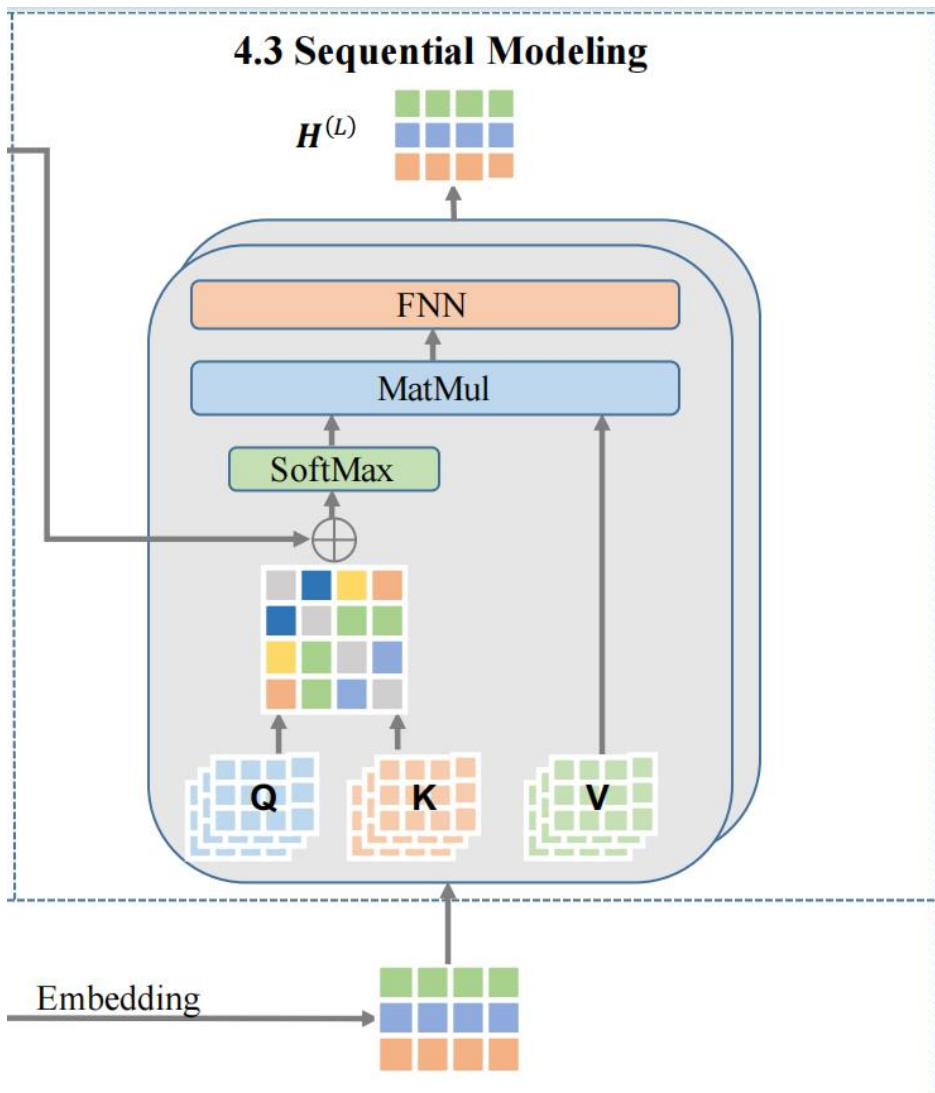 4.3 Sequential Modeling
H^(L)
FNN
MatMul
SoftMax
Q K V
Embedding